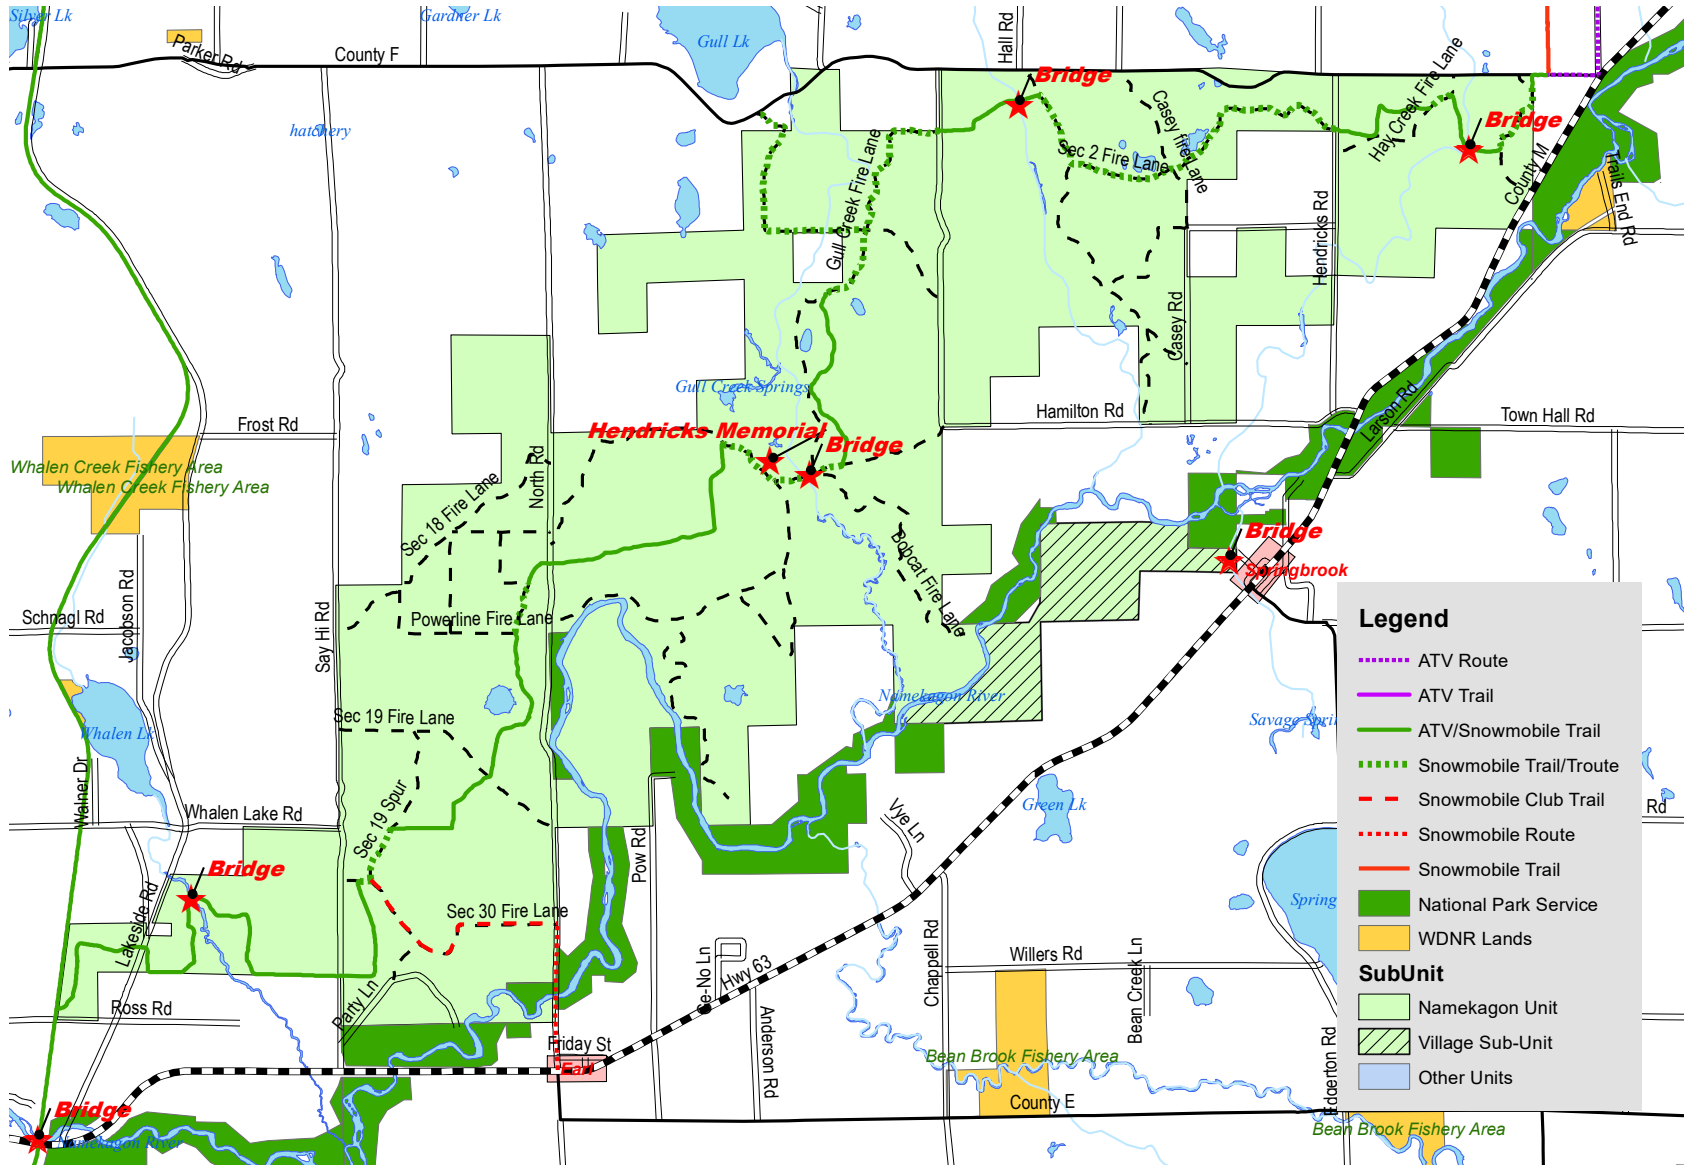 Silver Lk
Gardner Lk
Parker Rd
County F
Gull Lk
Hall Rd
Bridge
Casey fire Lane
Hay Creek Fire Lane
Bridge
hatchery
Gull Creek Fire Lane
Sec 2 Fire Lane
County M
Trails End Rd
Hendricks Rd
Casey Rd
Gull Creek Springs
Frost Rd
Hendricks Memorial
Bridge
Hamilton Rd
Larson Rd
Town Hall Rd
Whalen Creek Fishery Area
Whalen Creek Fishery Area
North Rd
Sec 18 Fire Lane
Bobcat Fire Lane
Bridge
Springbrook
Schnagl Rd
Jacobson Rd
Say Hi Rd
Powerline Fire Lane
Namekagon River
Whalen Lk
Sec 19 Fire Lane
Savage Sprin
Walner Dr
Whalen Lake Rd
Sec 19 Spur
Pow Rd
Vye Ln
Green Lk
Rd
Bridge
Lakeside Rd
Sec 30 Fire Lane
Spring
Patty Ln
Ross Rd
se-No Ln
Hwy 63
Anderson Rd
Chappell Rd
Willers Rd
Bean Creek Ln
Edgerton Rd
Friday St
Earl
Bean Brook Fishery Area
County E
Bean Brook Fishery Area
Bridge
Namekagon River
Legend
ATV Route
ATV Trail
ATV/Snowmobile Trail
Snowmobile Trail/Troute
Snowmobile Club Trail
Snowmobile Route
Snowmobile Trail
National Park Service
WDNR Lands
SubUnit
Namekagon Unit
Village Sub-Unit
Other Units